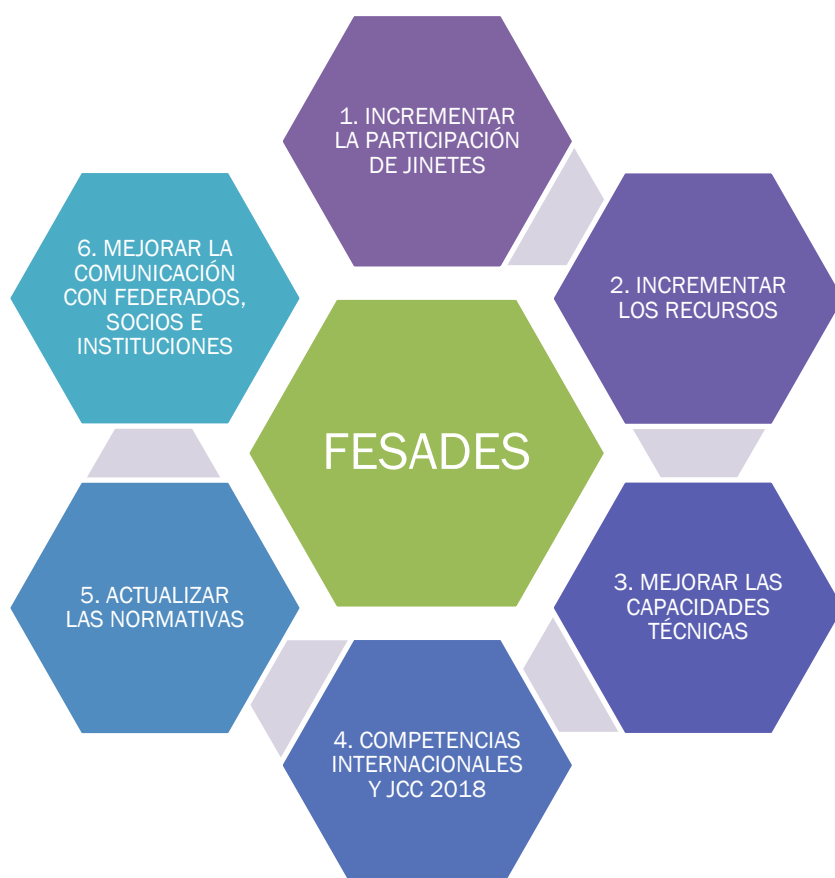 1. INCREMENTAR
LA PARTICIPACIÓN
DE JINETES
2. INCREMENTAR
LOS RECURSOS
3. MEJORAR LAS
CAPACIDADES
TÉCNICAS
4. COMPETENCIAS
INTERNACIONALES
Y JCC 2018
5. ACTUALIZAR
LAS NORMATIVAS
6. MEJORAR LA
COMUNICACIÓN
CON FEDERADOS,
SOCIOS E
INSTITUCIONES
FESADES